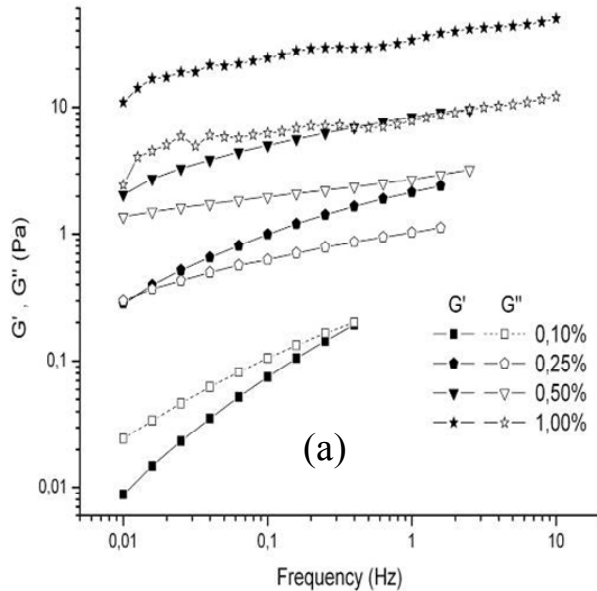 G', G" (Pa)
10
1
0,1
0.01
G' G"
0,10%
0,25%
0,50%
1,00%
(a)
0,01 0,1 1 10
Frequency (Hz)